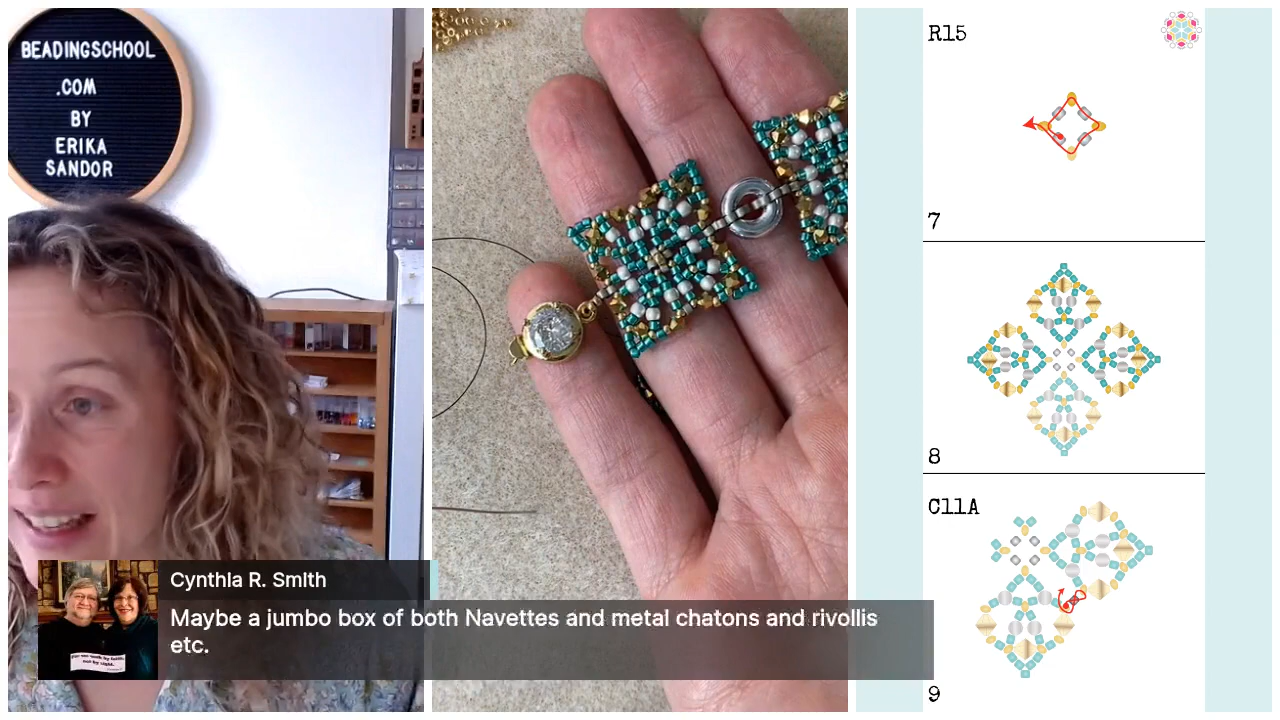 BEADINGSCHOOL
.COM
BY
ERIKA
SANDOR
R15
7
8
C11A
9
Cynthia R. Smith
Maybe a jumbo box of both Navettes and metal chatons and rivollis
etc.